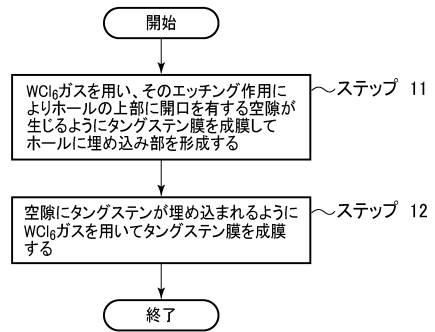 開始
WCl6ガスを用い、そのエッチング作用に
よりホールの上部に開口を有する空隙が
生じるようにタングステン膜を成膜して
ホールに埋め込み部を形成する
ステップ 11
空隙にタングステンが埋め込まれるように
WCl6ガスを用いてタングステン膜を成膜
する
ステップ 12
終了